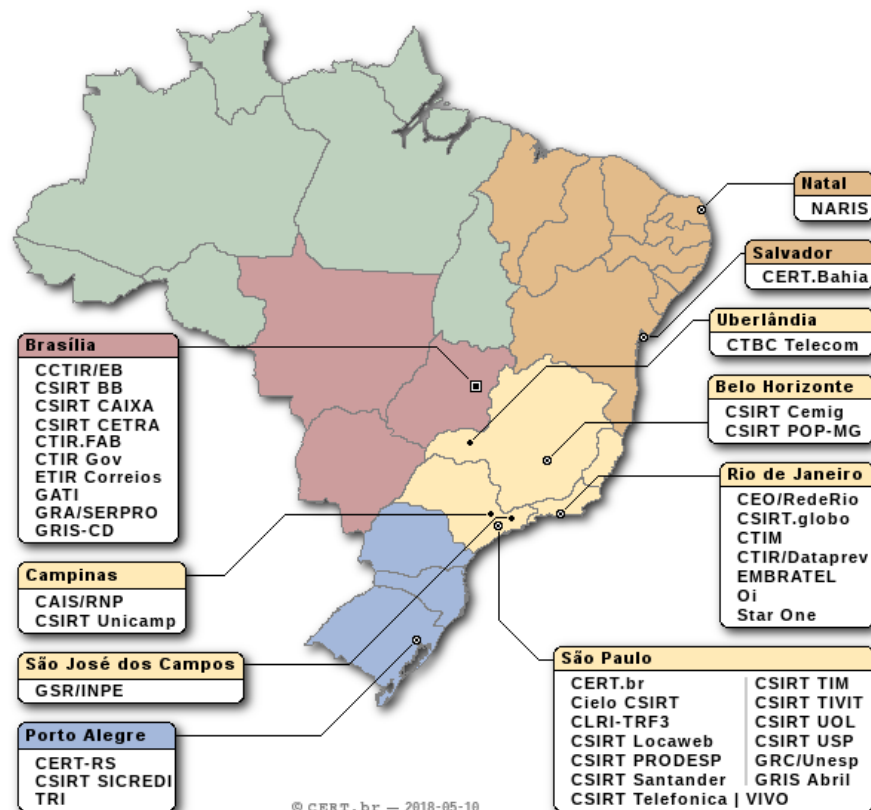 Natal
NARIS
Salvador
CERT.Bahia
Uberlândia
CTBC Telecom
Brasília
CCTIR/EB
CSIRT BB
CSIRT CAIXA
CSIRT CETRA
CTIR.FAB
CTIR Gov
ETIR Correios
GATI
GRA/SERPRO
GRIS-CD
Belo Horizonte
CSIRT Cemig
CSIRT POP-MG
Rio de Janeiro
CEO/RedeRio
CSIRT.globo
CTIM
CTIR/Dataprev
EMBRATEL
Oi
Star One
Campinas
CAIS/RNP
CSIRT Unicamp
São José dos Campos
GSR/INPE
São Paulo
CERT.br
Cielo CSIRT
CLRI-TRF3
CSIRT Locaweb
CSIRT PRODESP
CSIRT Santander
CSIRT Telefonica | VIVO
CSIRT TIM
CSIRT TIVIT
CSIRT UOL
CSIRT USP
GRC/Unesp
GRIS Abril
Porto Alegre
CERT-RS
CSIRT SICREDI
TRI
© CERT.br — 2018-05-10